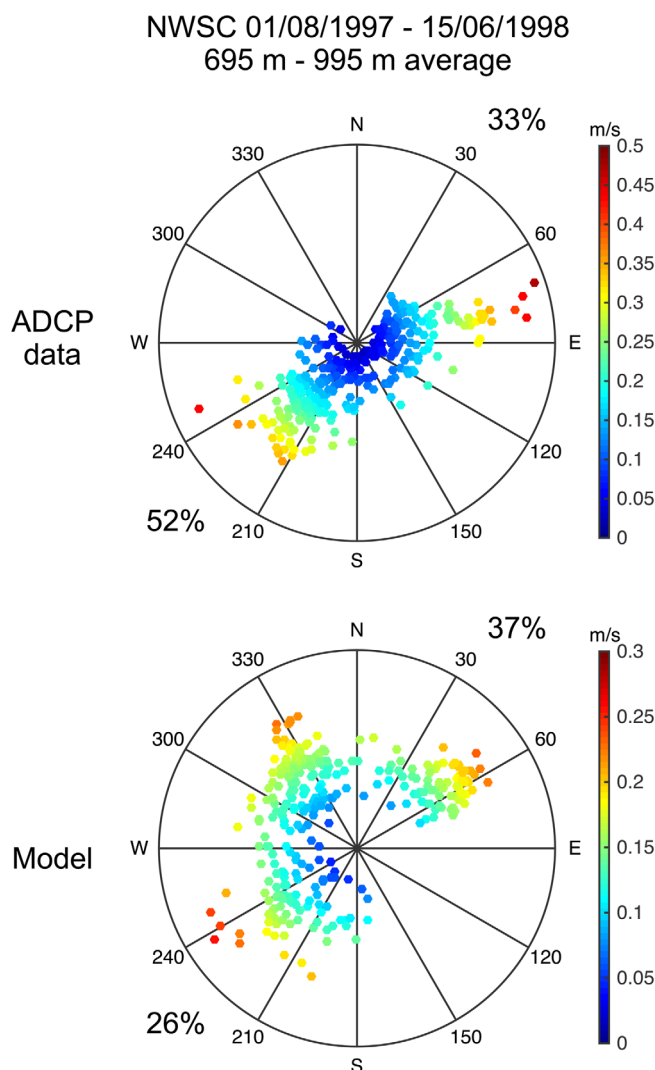 NWSC 01/08/1997 - 15/06/1998
695 m - 995 m average
33%
m/s
N
0.5
330
30
0.45
0.4
300
60
0.35
0.3
ADCP
data
W
E
0.25
0.2
0.15
240
120
0.1
52%
0.05
210
150
0
S
37%
m/s
N
0.3
330
30
0.25
300
60
0.2
Model
W
E
0.15
0.1
240
120
0.05
26%
210
150
0
S